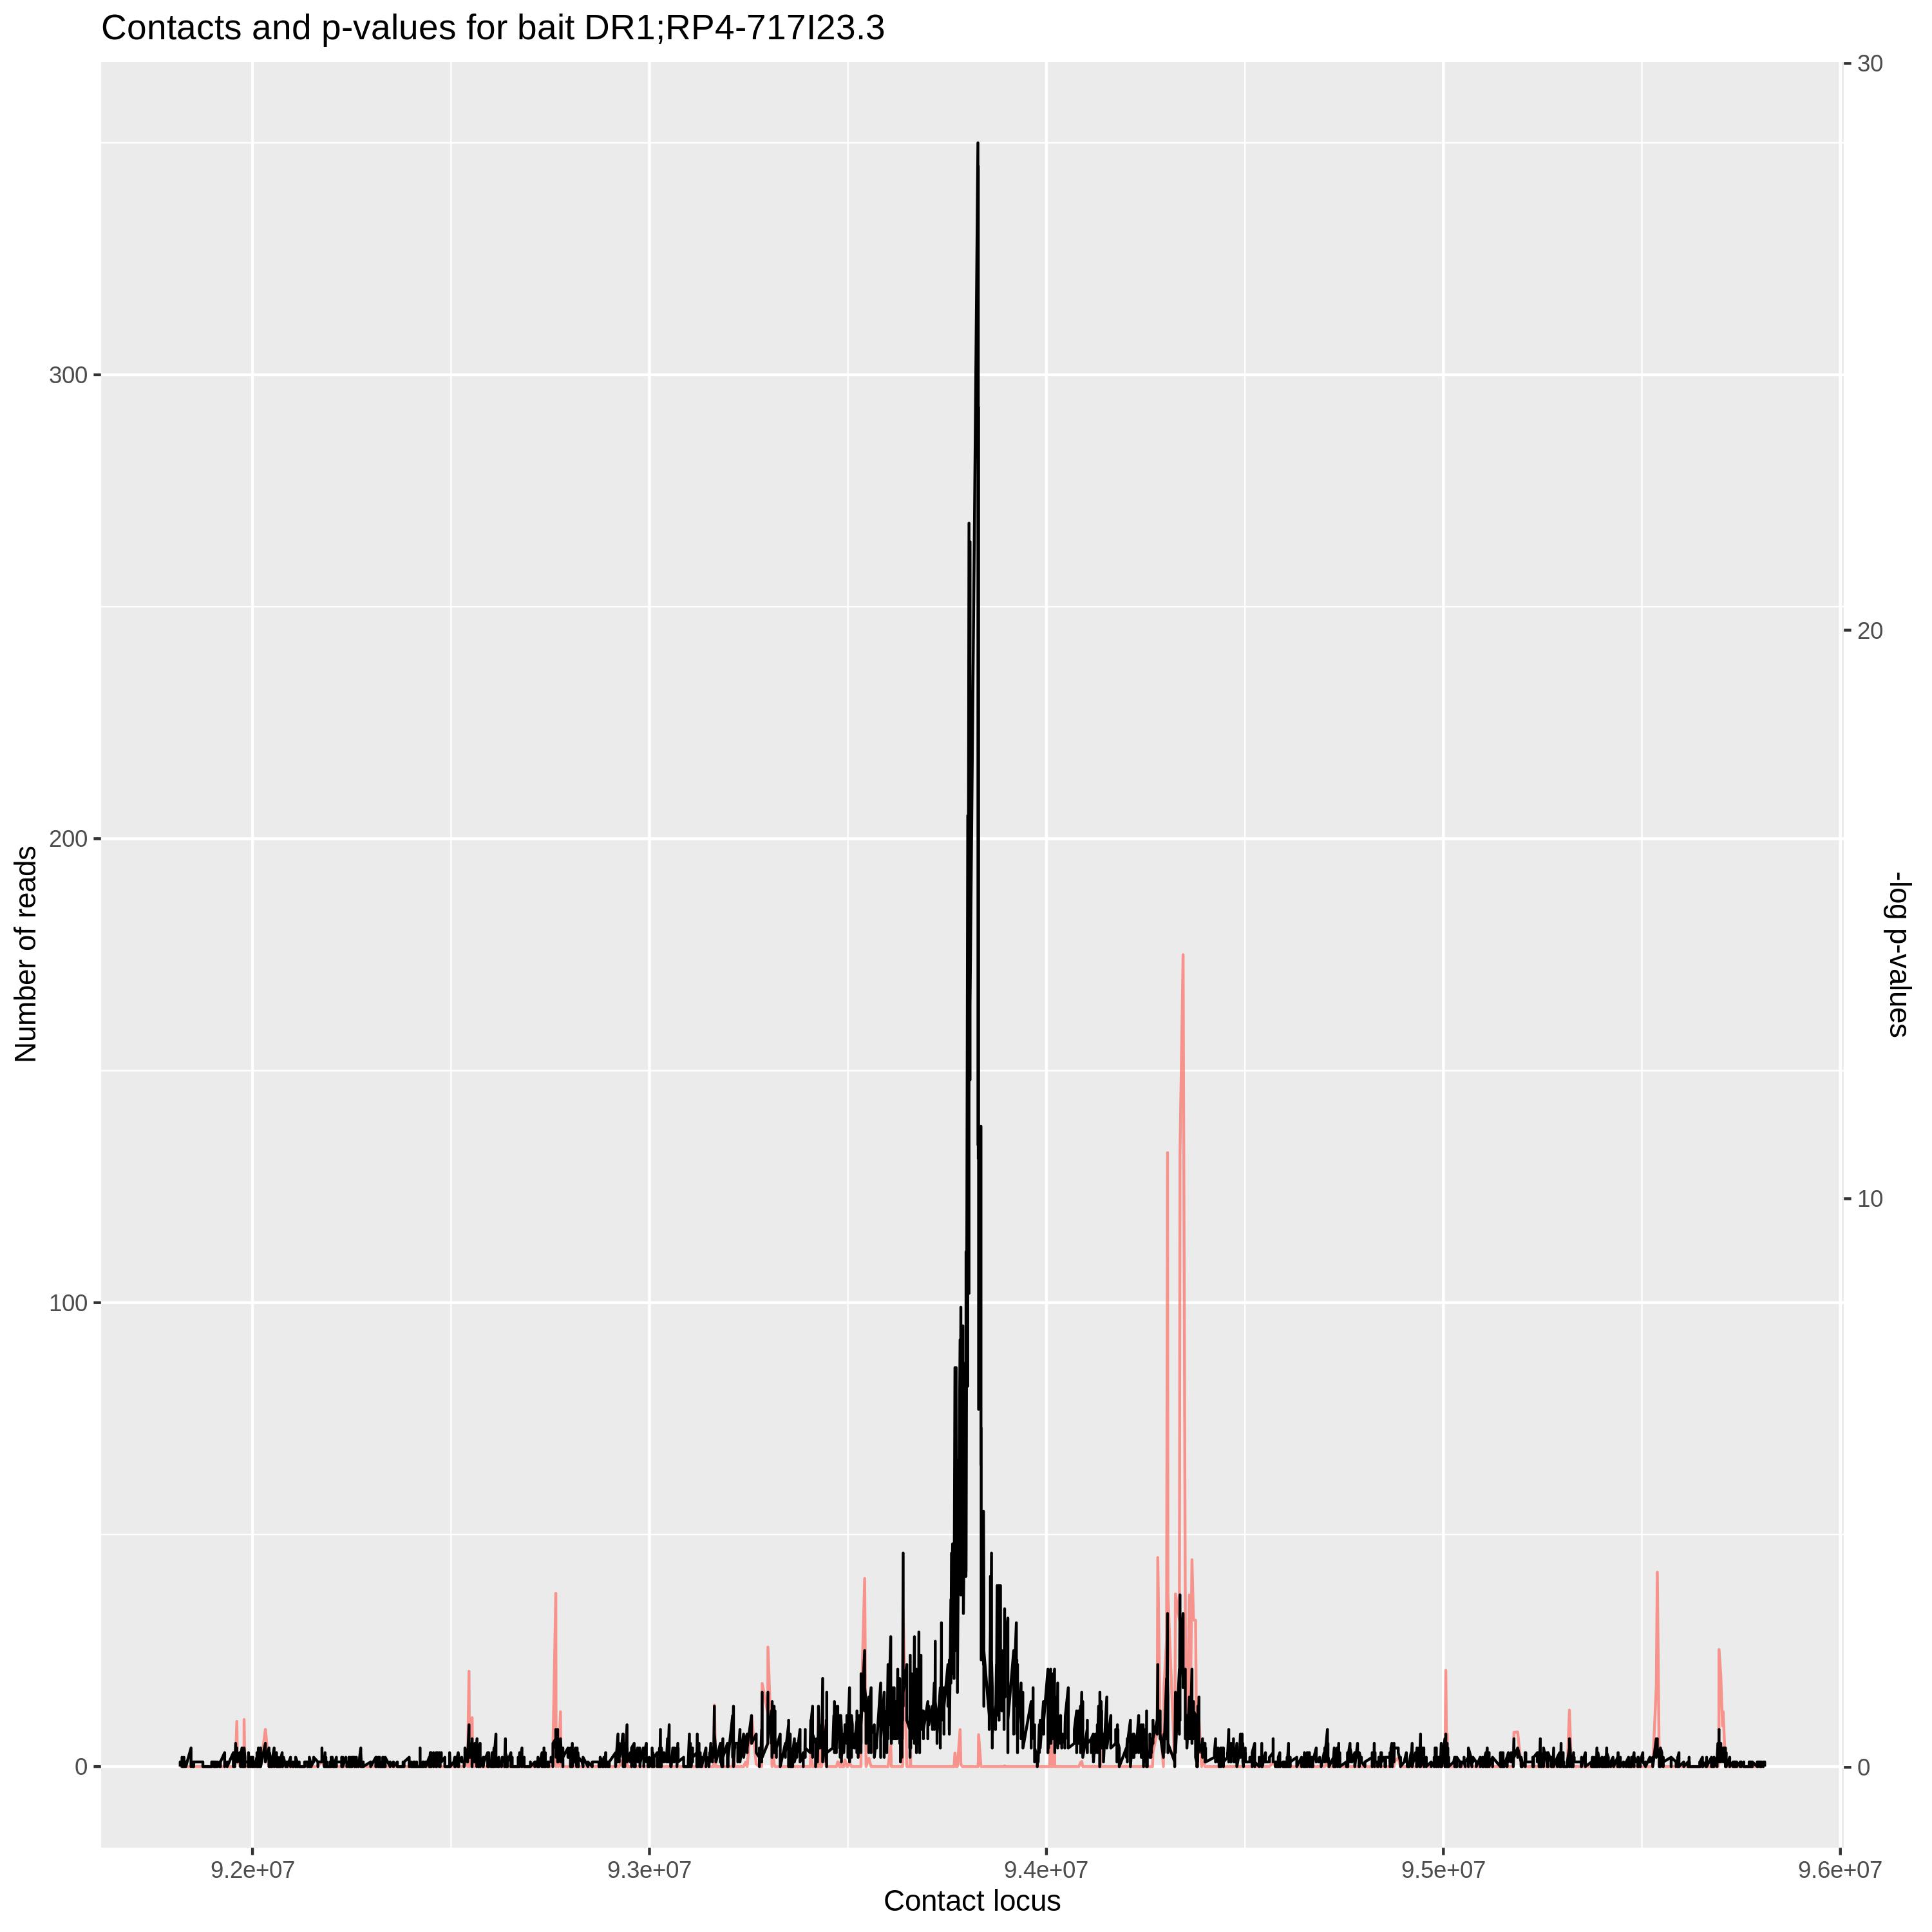 Contacts and p-values for bait DR1;RP4-717I23.3
30
300
20
200
Number of reads
-log p-values
10
100
0
0
9.2e+07
9.3e+07
9.4e+07
9.5e+07
9.6e+07
Contact locus